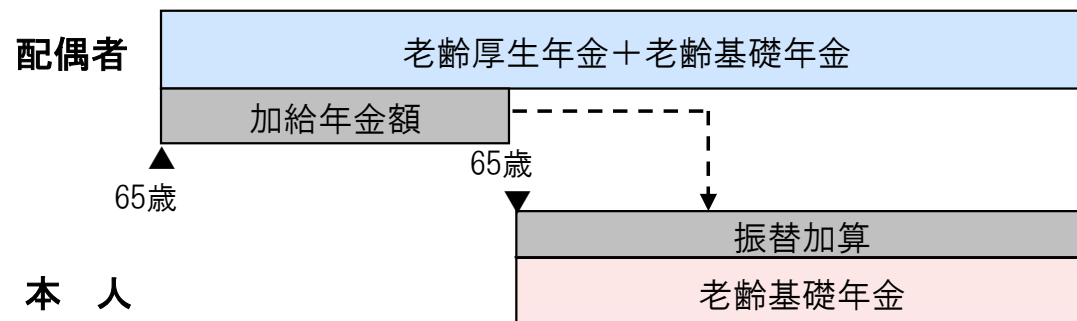 配偶者
老齢厚生年金＋老齢基礎年金
加給年金額
65歳
65歳
振替加算
本　人
老齢基礎年金